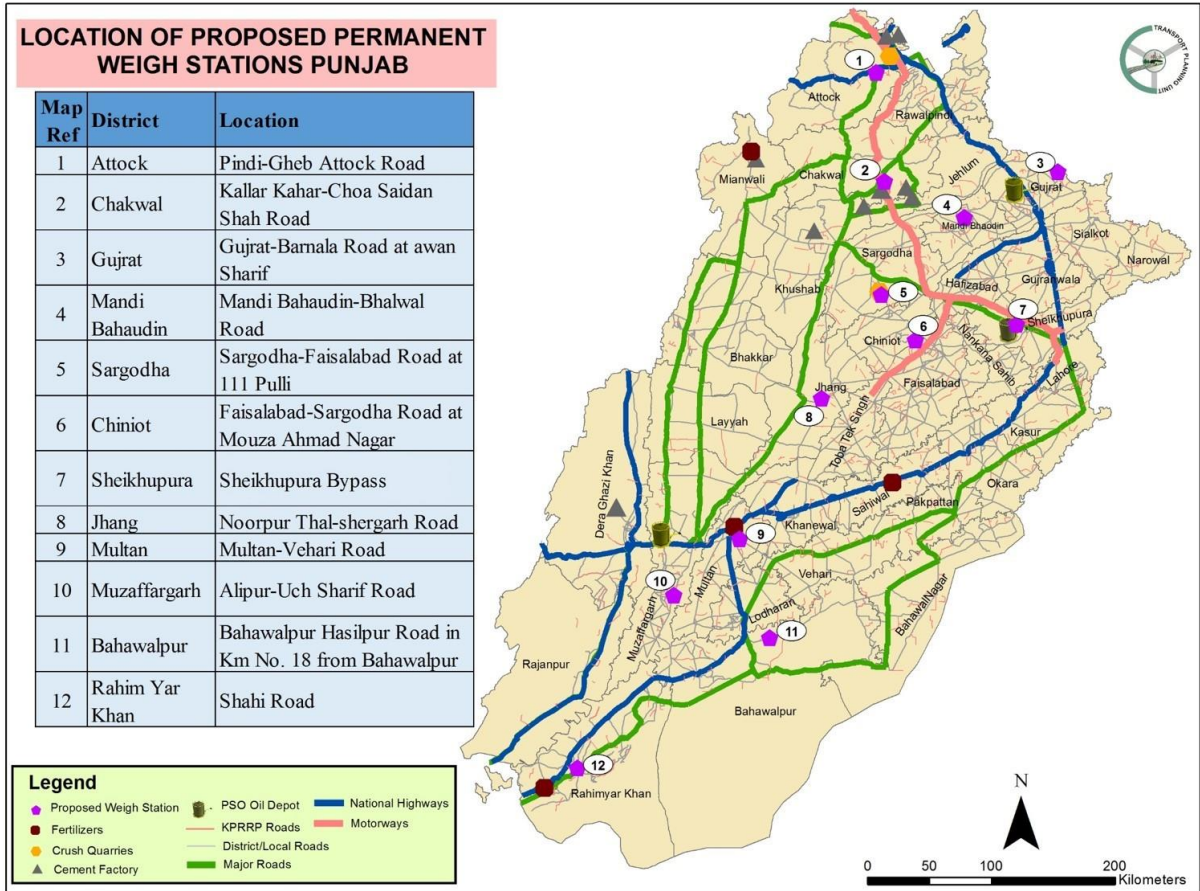 LOCATION OF PROPOSED PERMANENT
WEIGH STATIONS PUNJAB
Map Ref District Location
1 Attock Pindi-Gheb Attock Road
2 Chakwal Kallar Kahar-Choa Saidan
Shah Road
3 Gujrat Gujrat-Barnala Road at awan
Sharif
4 Mandi Bahaudin Mandi Bahaudin-Bhalwal
Road
5 Sargodha Sargodha-Faisalabad Road at
111 Pulli
6 Chiniot Faisalabad-Sargodha Road at
Mouza Ahmad Nagar
7 Sheikhupura Sheikhupura Bypass
8 Jhang Noorpur Thal-shergarh Road
9 Multan Multan-Vehari Road
10 Muzaffargarh Alipur-Uch Sharif Road
11 Bahawalpur Bahawalpur Hasilpur Road in
Km No. 18 from Bahawalpur
12 Rahim Yar Khan Shahi Road
TRANSPORT PLANNING UNIT
1
Attock
Rawalpindi
Mianwali
Chakwal
2
Jehlum
3
Gujrat
4
Mandi Bhaodin
Sialkot
Narowal
Sargodha
Gujranwala
Hafizabad
Khushab
5
7
Sheikhupura
6
Chiniot
Nankana Sahib
Lahore
Bhakkar
Faisalabad
Jhang
8
Layyah
Toba Tek Singh
Kasur
Okara
Dera Ghazi Khan
Sahiwal
Pakpattan
Khanewal
9
Vehari
10
Multan
Muzaffargarh
Lodharan
BahawalNagar
11
Rajanpur
Bahawalpur
12
Rahimyar Khan
Legend
Proposed Weigh Station
Fertilizers
Crush Quarries
Cement Factory
PSO Oil Depot
KPRRP Roads
District/Local Roads
Major Roads
National Highways
Motorways
N
0 50 100 200
Kilometers